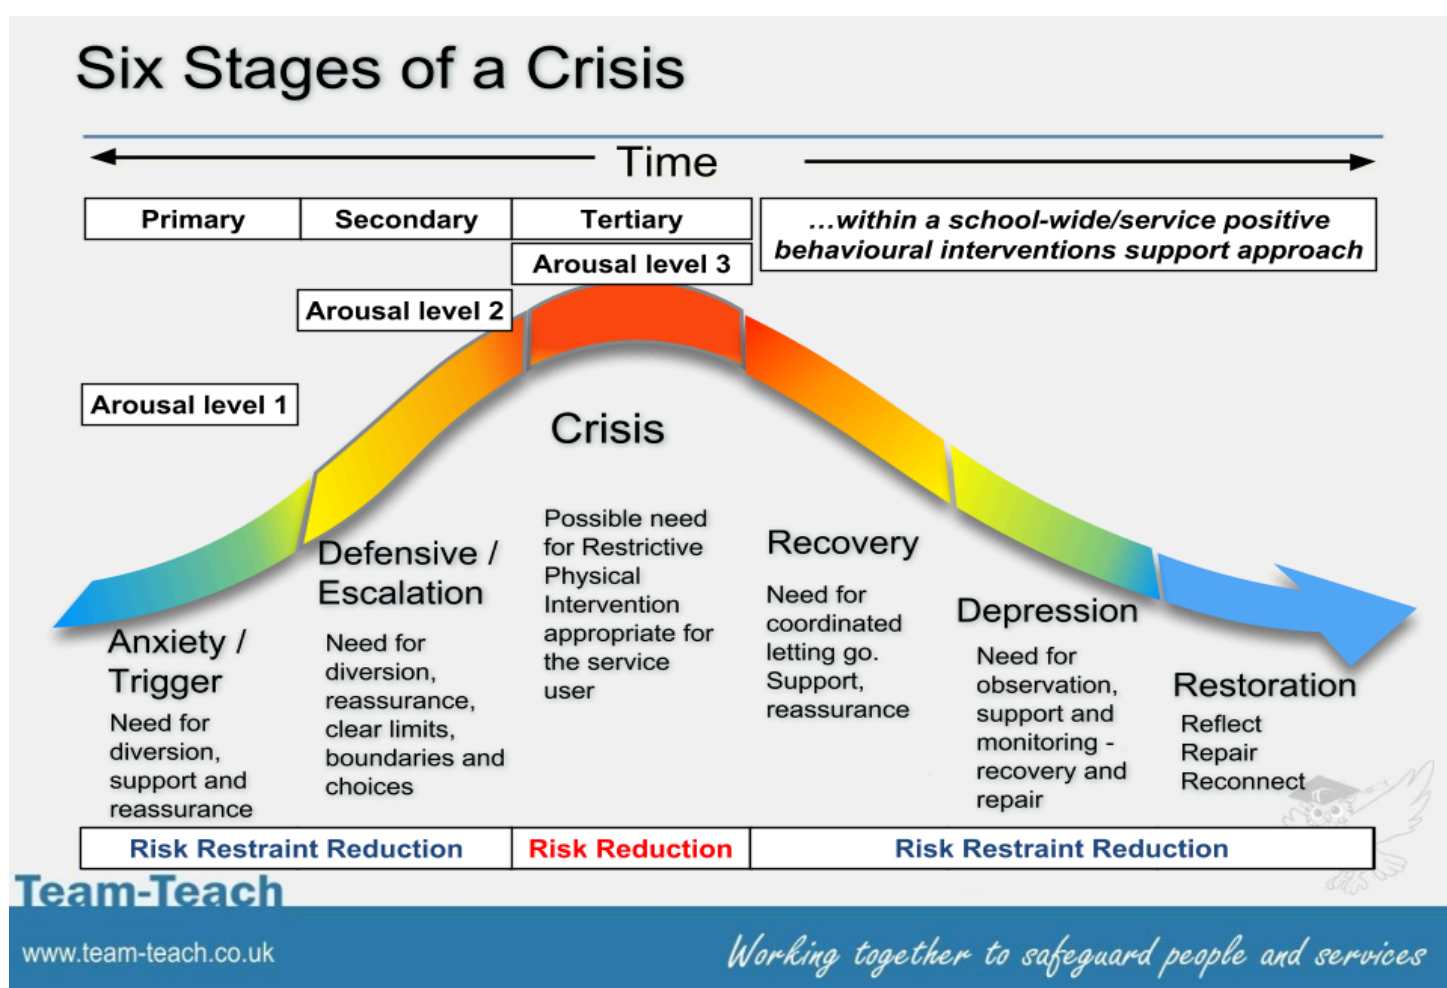 Six Stages of a Crisis
Time
Primary
Secondary
Tertiary
...within a school-wide/service positive
behavioural interventions support approach
Arousal level 3
Arousal level 2
Arousal level 1
Anxiety /
Trigger
Need for
diversion,
support and
reassurance
Defensive /
Escalation
Need for
diversion,
reassurance,
clear limits,
boundaries and
choices
Crisis
Possible need
for Restrictive
Physical
Intervention
appropriate for
the service
user
Recovery
Need for
coordinated
letting go.
Support,
reassurance
Depression
Need for
observation,
support and
monitoring -
recovery and
repair
Restoration
Reflect
Repair
Reconnect
Risk Restraint Reduction
Risk Reduction
Risk Restraint Reduction
Team-Teach
www.team-teach.co.uk
Working together to safeguard people and services